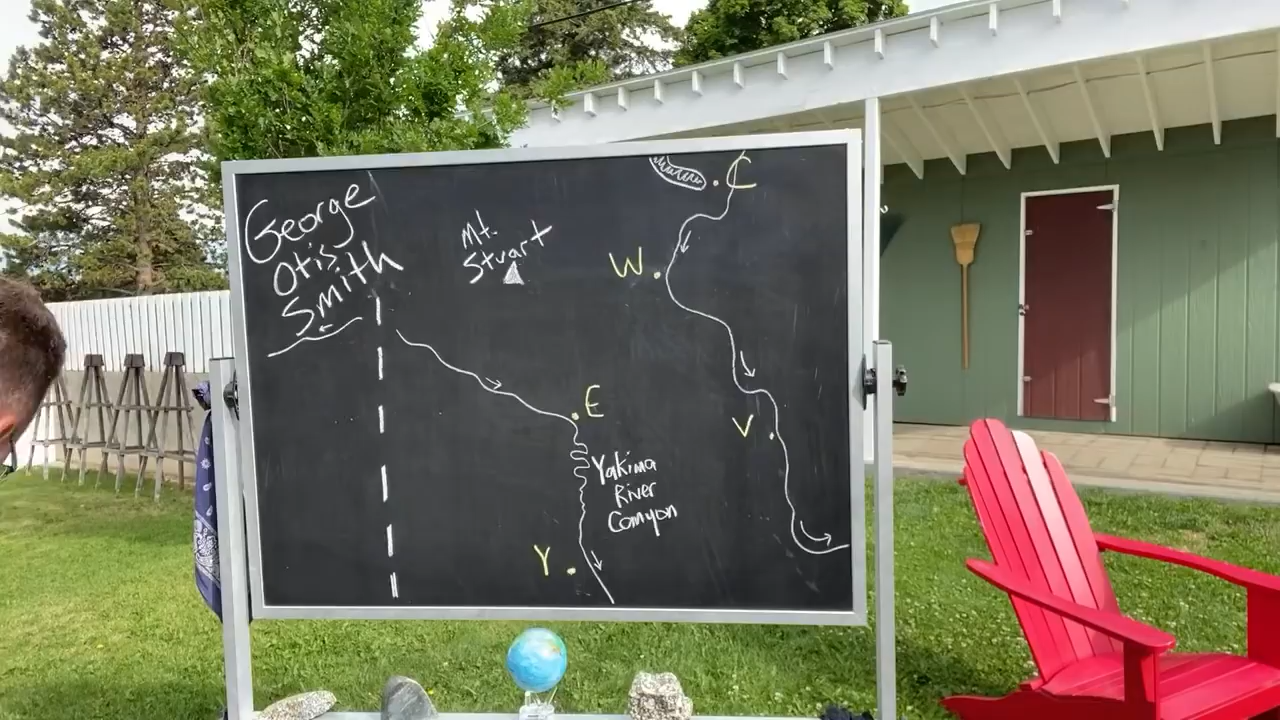 George
Otis
Smith
Mt.
Stuart
C
W
E
V
Yakima
River
Canyon
Y